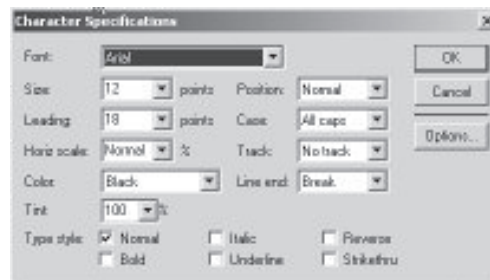 Character Specifications
Font: Arial OK
Size: 12 points Position: Normal Cancel
Leading: 18 points Case: All caps Options...
Horiz scale: Normal % Track: No track
Color: Black Line end: Break
Tint: 100 %
Type style: Normal Italic Reverse
Bold Underline Strikethru